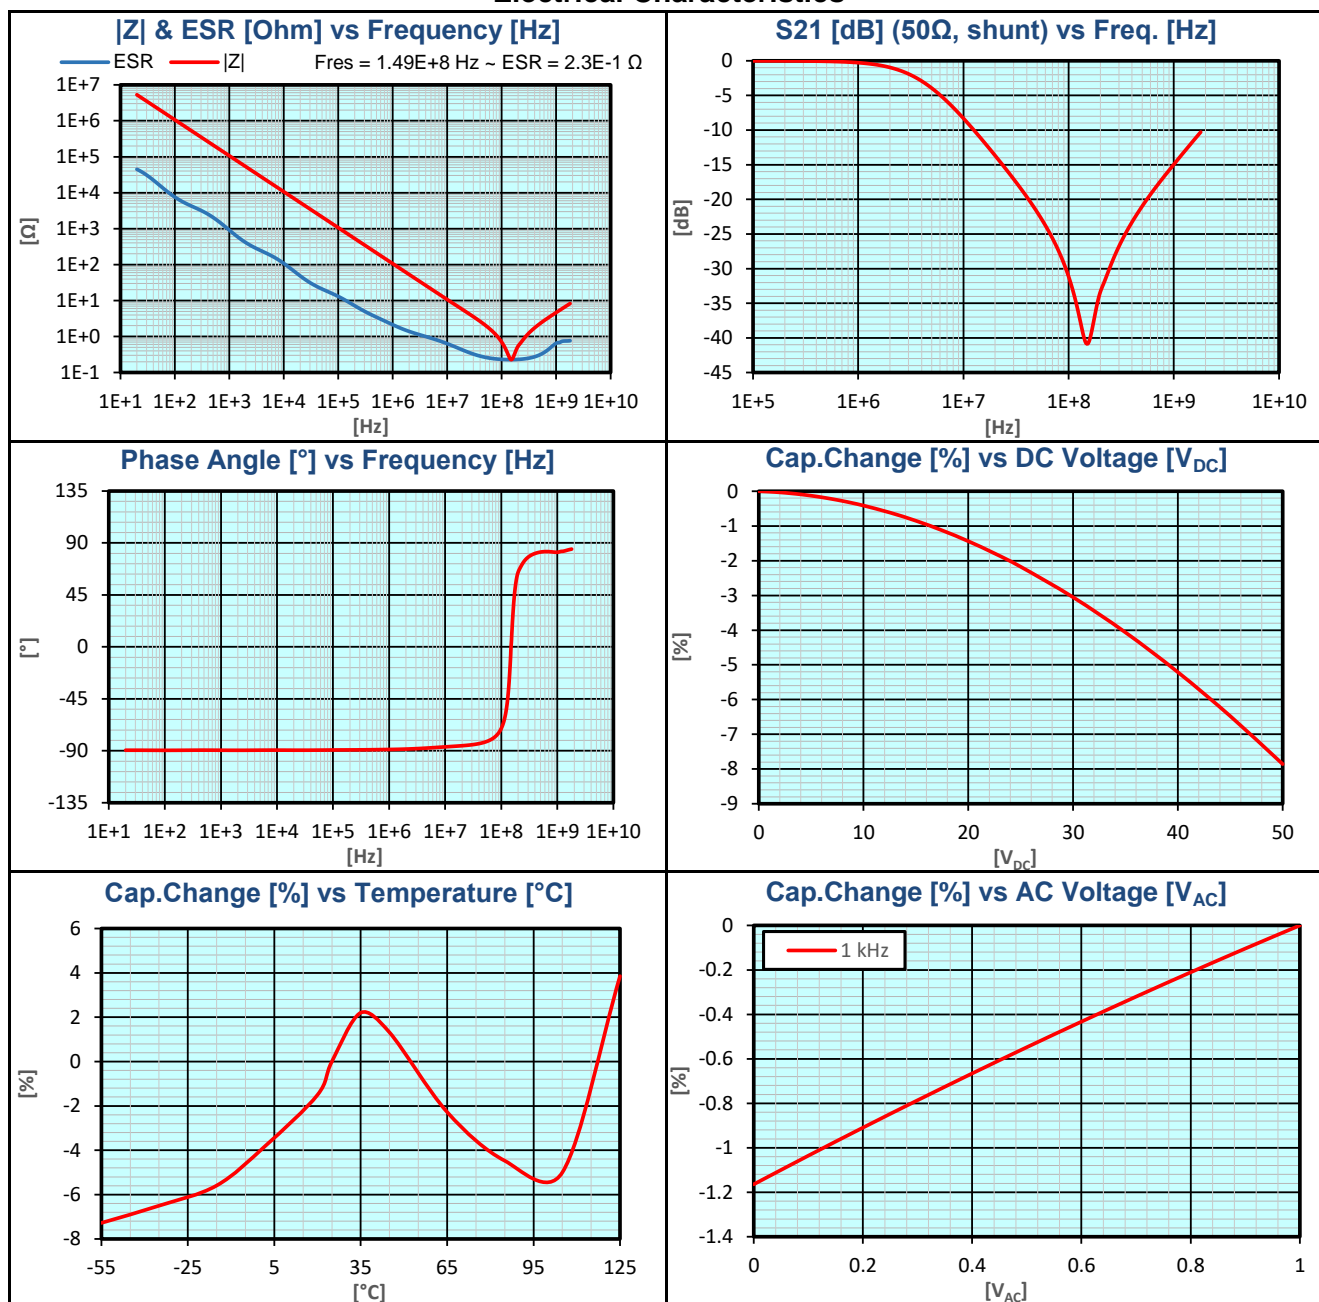 |Z| & ESR [Ohm] vs Frequency [Hz]
ESR |Z| Fres = 1.49E+8 Hz ~ ESR = 2.3E-1 Ω
1E+7
1E+6
1E+5
1E+4
1E+3
1E+2
1E+1
1E+0
1E-1
[Ω]
1E+1 1E+2 1E+3 1E+4 1E+5 1E+6 1E+7 1E+8 1E+9 1E+10
[Hz]
S21 [dB] (50Ω, shunt) vs Freq. [Hz]
0
-5
-10
-15
-20
-25
-30
-35
-40
-45
[dB]
1E+5 1E+6 1E+7 1E+8 1E+9 1E+10
[Hz]
Phase Angle [°] vs Frequency [Hz]
135
90
45
0
-45
-90
-135
[°]
1E+1 1E+2 1E+3 1E+4 1E+5 1E+6 1E+7 1E+8 1E+9 1E+10
[Hz]
Cap.Change [%] vs DC Voltage [VDC]
0
-1
-2
-3
-4
-5
-6
-7
-8
-9
[%]
0 10 20 30 40 50
[VDC]
Cap.Change [%] vs Temperature [°C]
6
4
2
0
-2
-4
-6
-8
[%]
-55 -25 5 35 65 95 125
[°C]
Cap.Change [%] vs AC Voltage [VAC]
1 kHz
0
-0.2
-0.4
-0.6
-0.8
-1
-1.2
-1.4
[%]
0 0.2 0.4 0.6 0.8 1
[VAC]